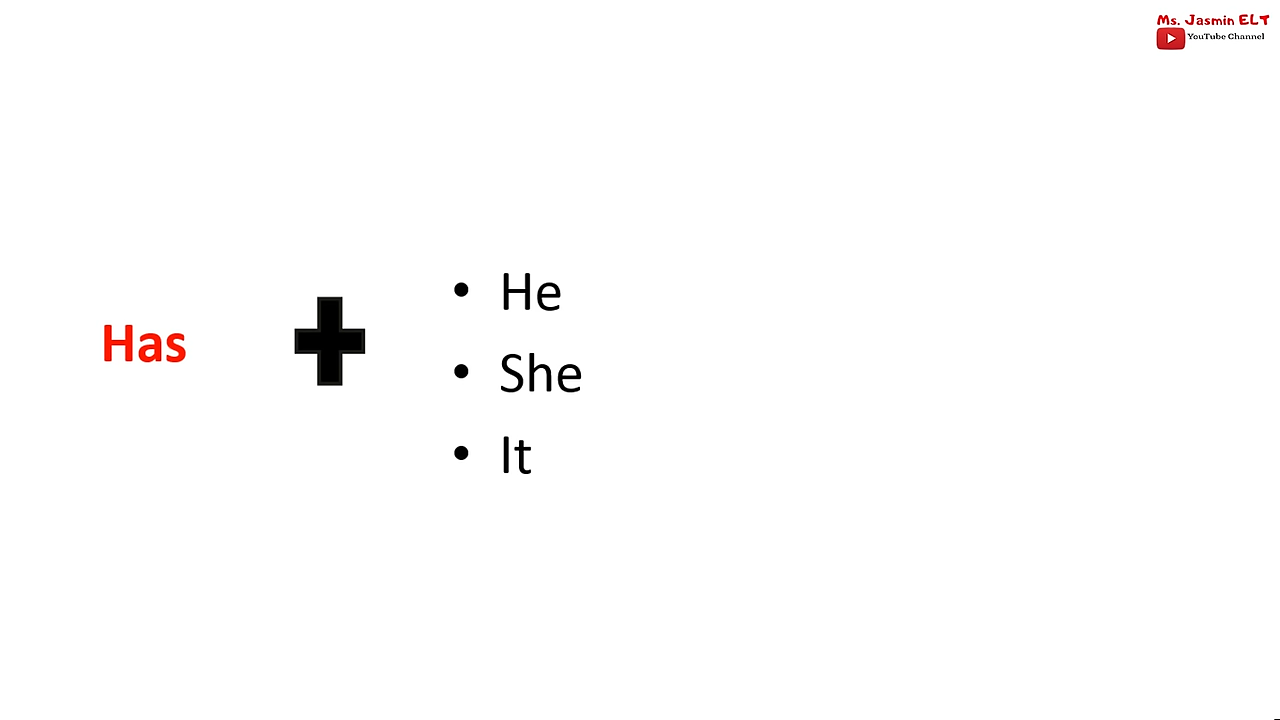 Ms. Jasmin ELT
YouTube Channel
Has
• He
• She
• It